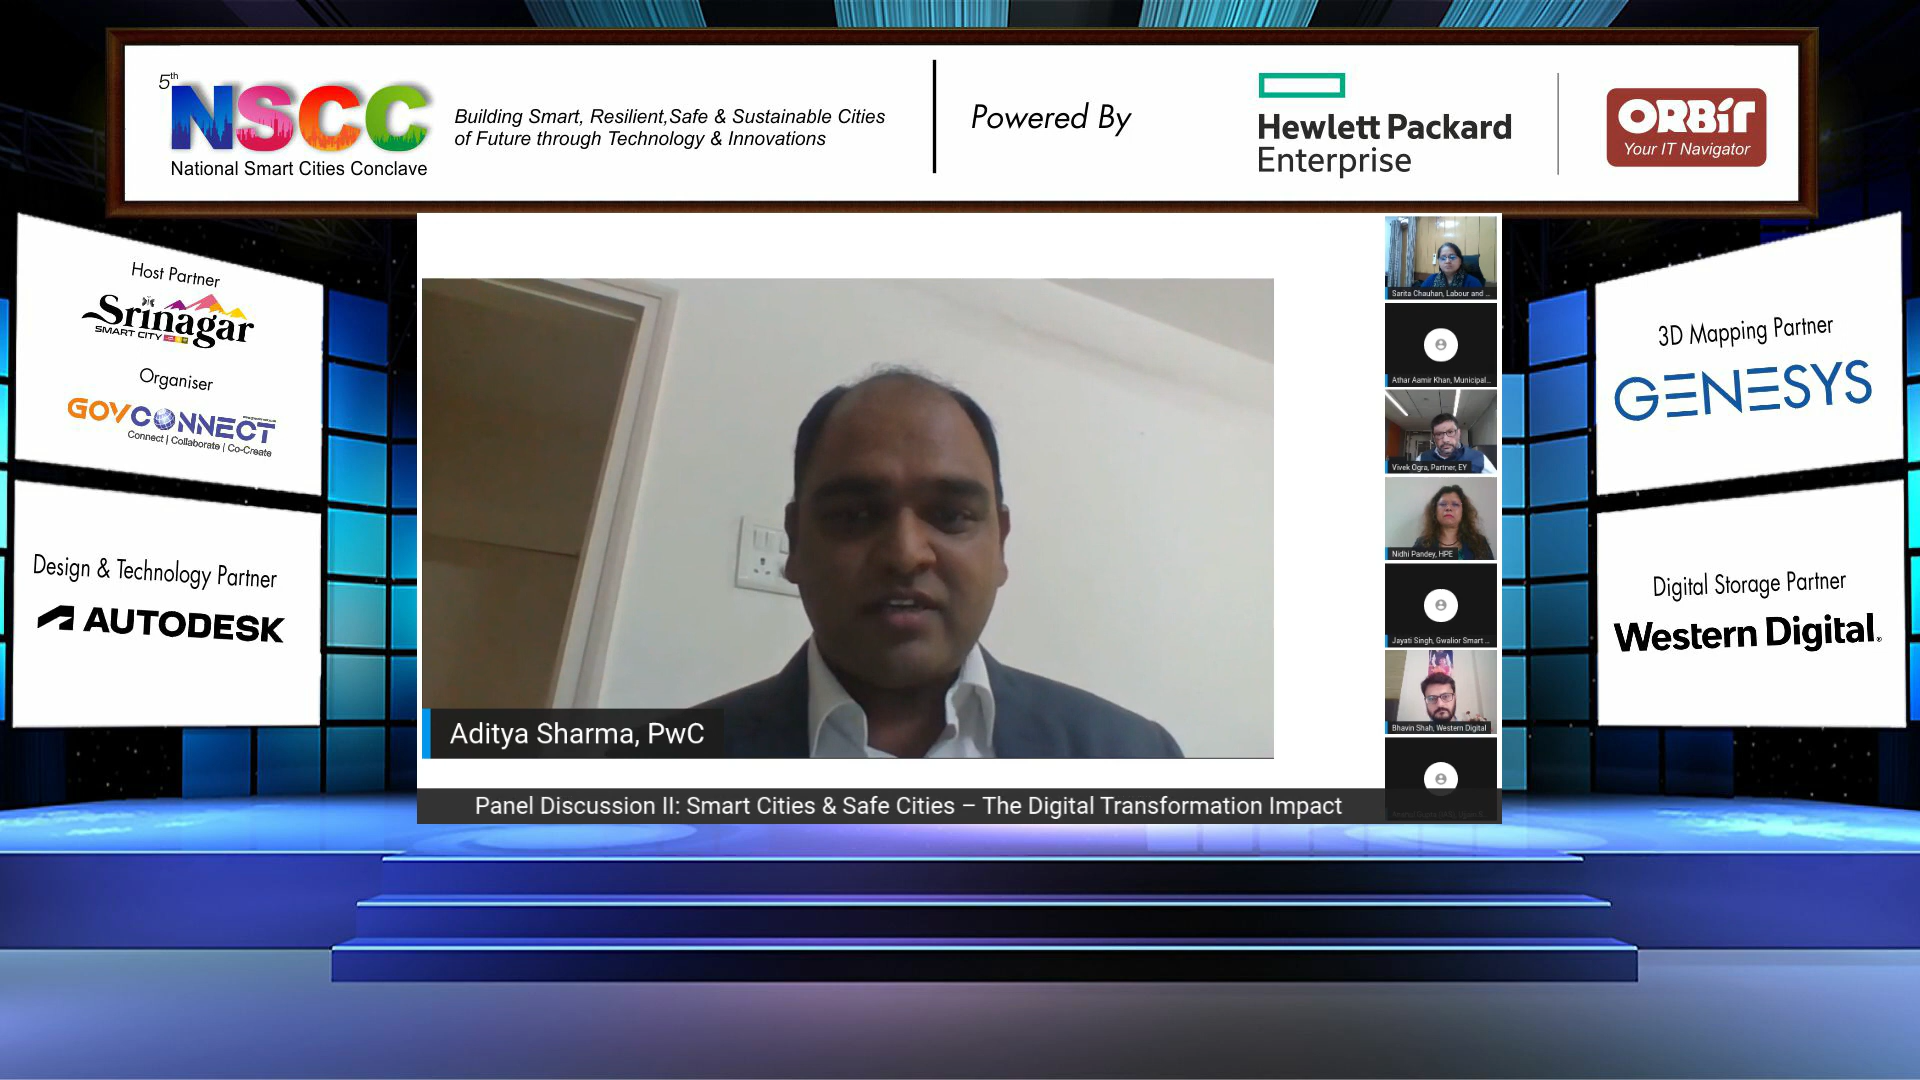 5th
NSCC
National Smart Cities Conclave
Building Smart, Resilient,Safe & Sustainable Cities
of Future through Technology & Innovations
Powered By
Hewlett Packard
Enterprise
ORBIT
Your IT Navigator
Host Partner
Srinagar
SMART CITY
Organiser
GOVCONNECT
Connect | Collaborate | Co-Create
Design & Technology Partner
AUTODESK
Aditya Sharma, PwC
Sarita Chauhan, Labour and ...
Athar Aamir Khan, Municipal...
Vivek Ogra, Partner, EY
Nidhi Pandey, HPE
Jayati Singh, Gwalior Smart ...
Bhavin Shah, Western Digital
Panel Discussion II: Smart Cities & Safe Cities – The Digital Transformation Impact
3D Mapping Partner
GENESYS
Digital Storage Partner
Western Digital®